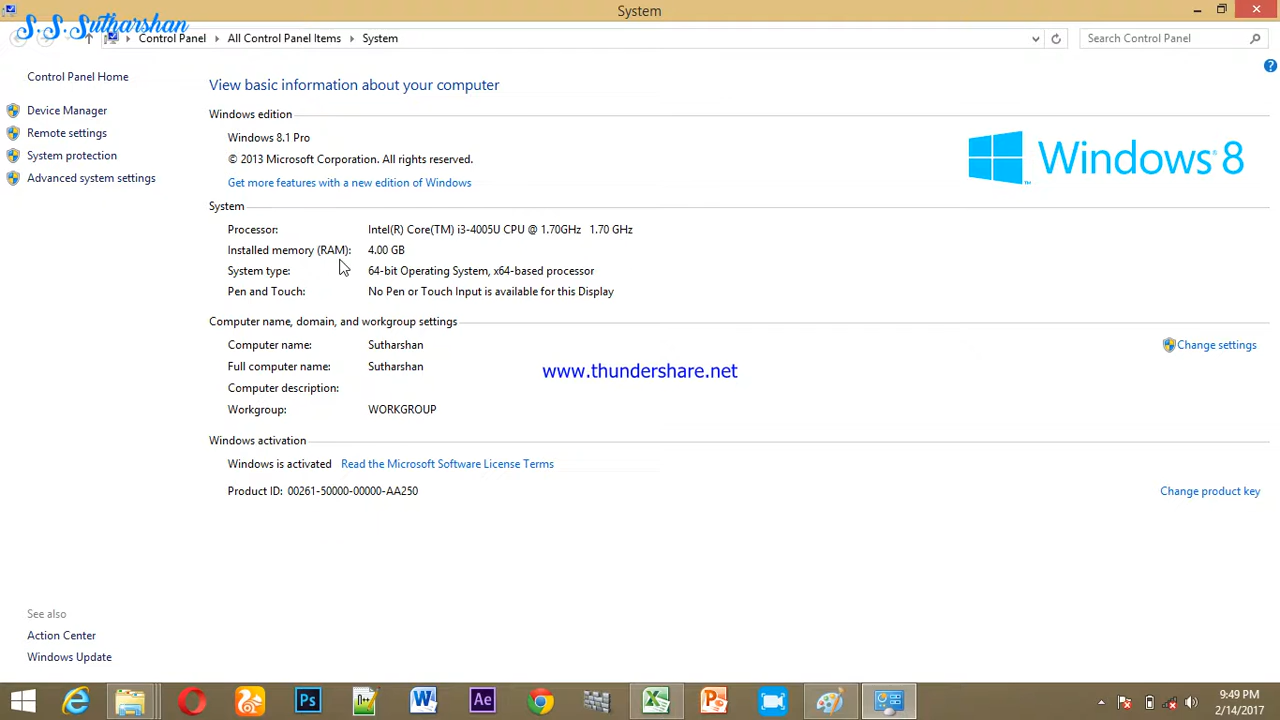 System
S.S.Sutharshan
Control Panel
All Control Panel Items
System
Search Control Panel
Control Panel Home
Device Manager
Remote settings
System protection
Advanced system settings
See also
Action Center
Windows Update
View basic information about your computer
Windows edition
Windows 8.1 Pro
© 2013 Microsoft Corporation. All rights reserved.
Get more features with a new edition of Windows
Windows 8
System
Processor: Intel(R) Core(TM) i3-4005U CPU @ 1.70GHz 1.70 GHz
Installed memory (RAM): 4.00 GB
System type: 64-bit Operating System, x64-based processor
Pen and Touch: No Pen or Touch Input is available for this Display
Computer name, domain, and workgroup settings
Computer name: Sutharshan
Change settings
Full computer name: Sutharshan
www.thundershare.net
Computer description:
Workgroup: WORKGROUP
Windows activation
Windows is activated Read the Microsoft Software License Terms
Product ID: 00261-50000-00000-AA250
Change product key
Ps
n++
W
Ae
X
P
9:49 PM
2/14/2017